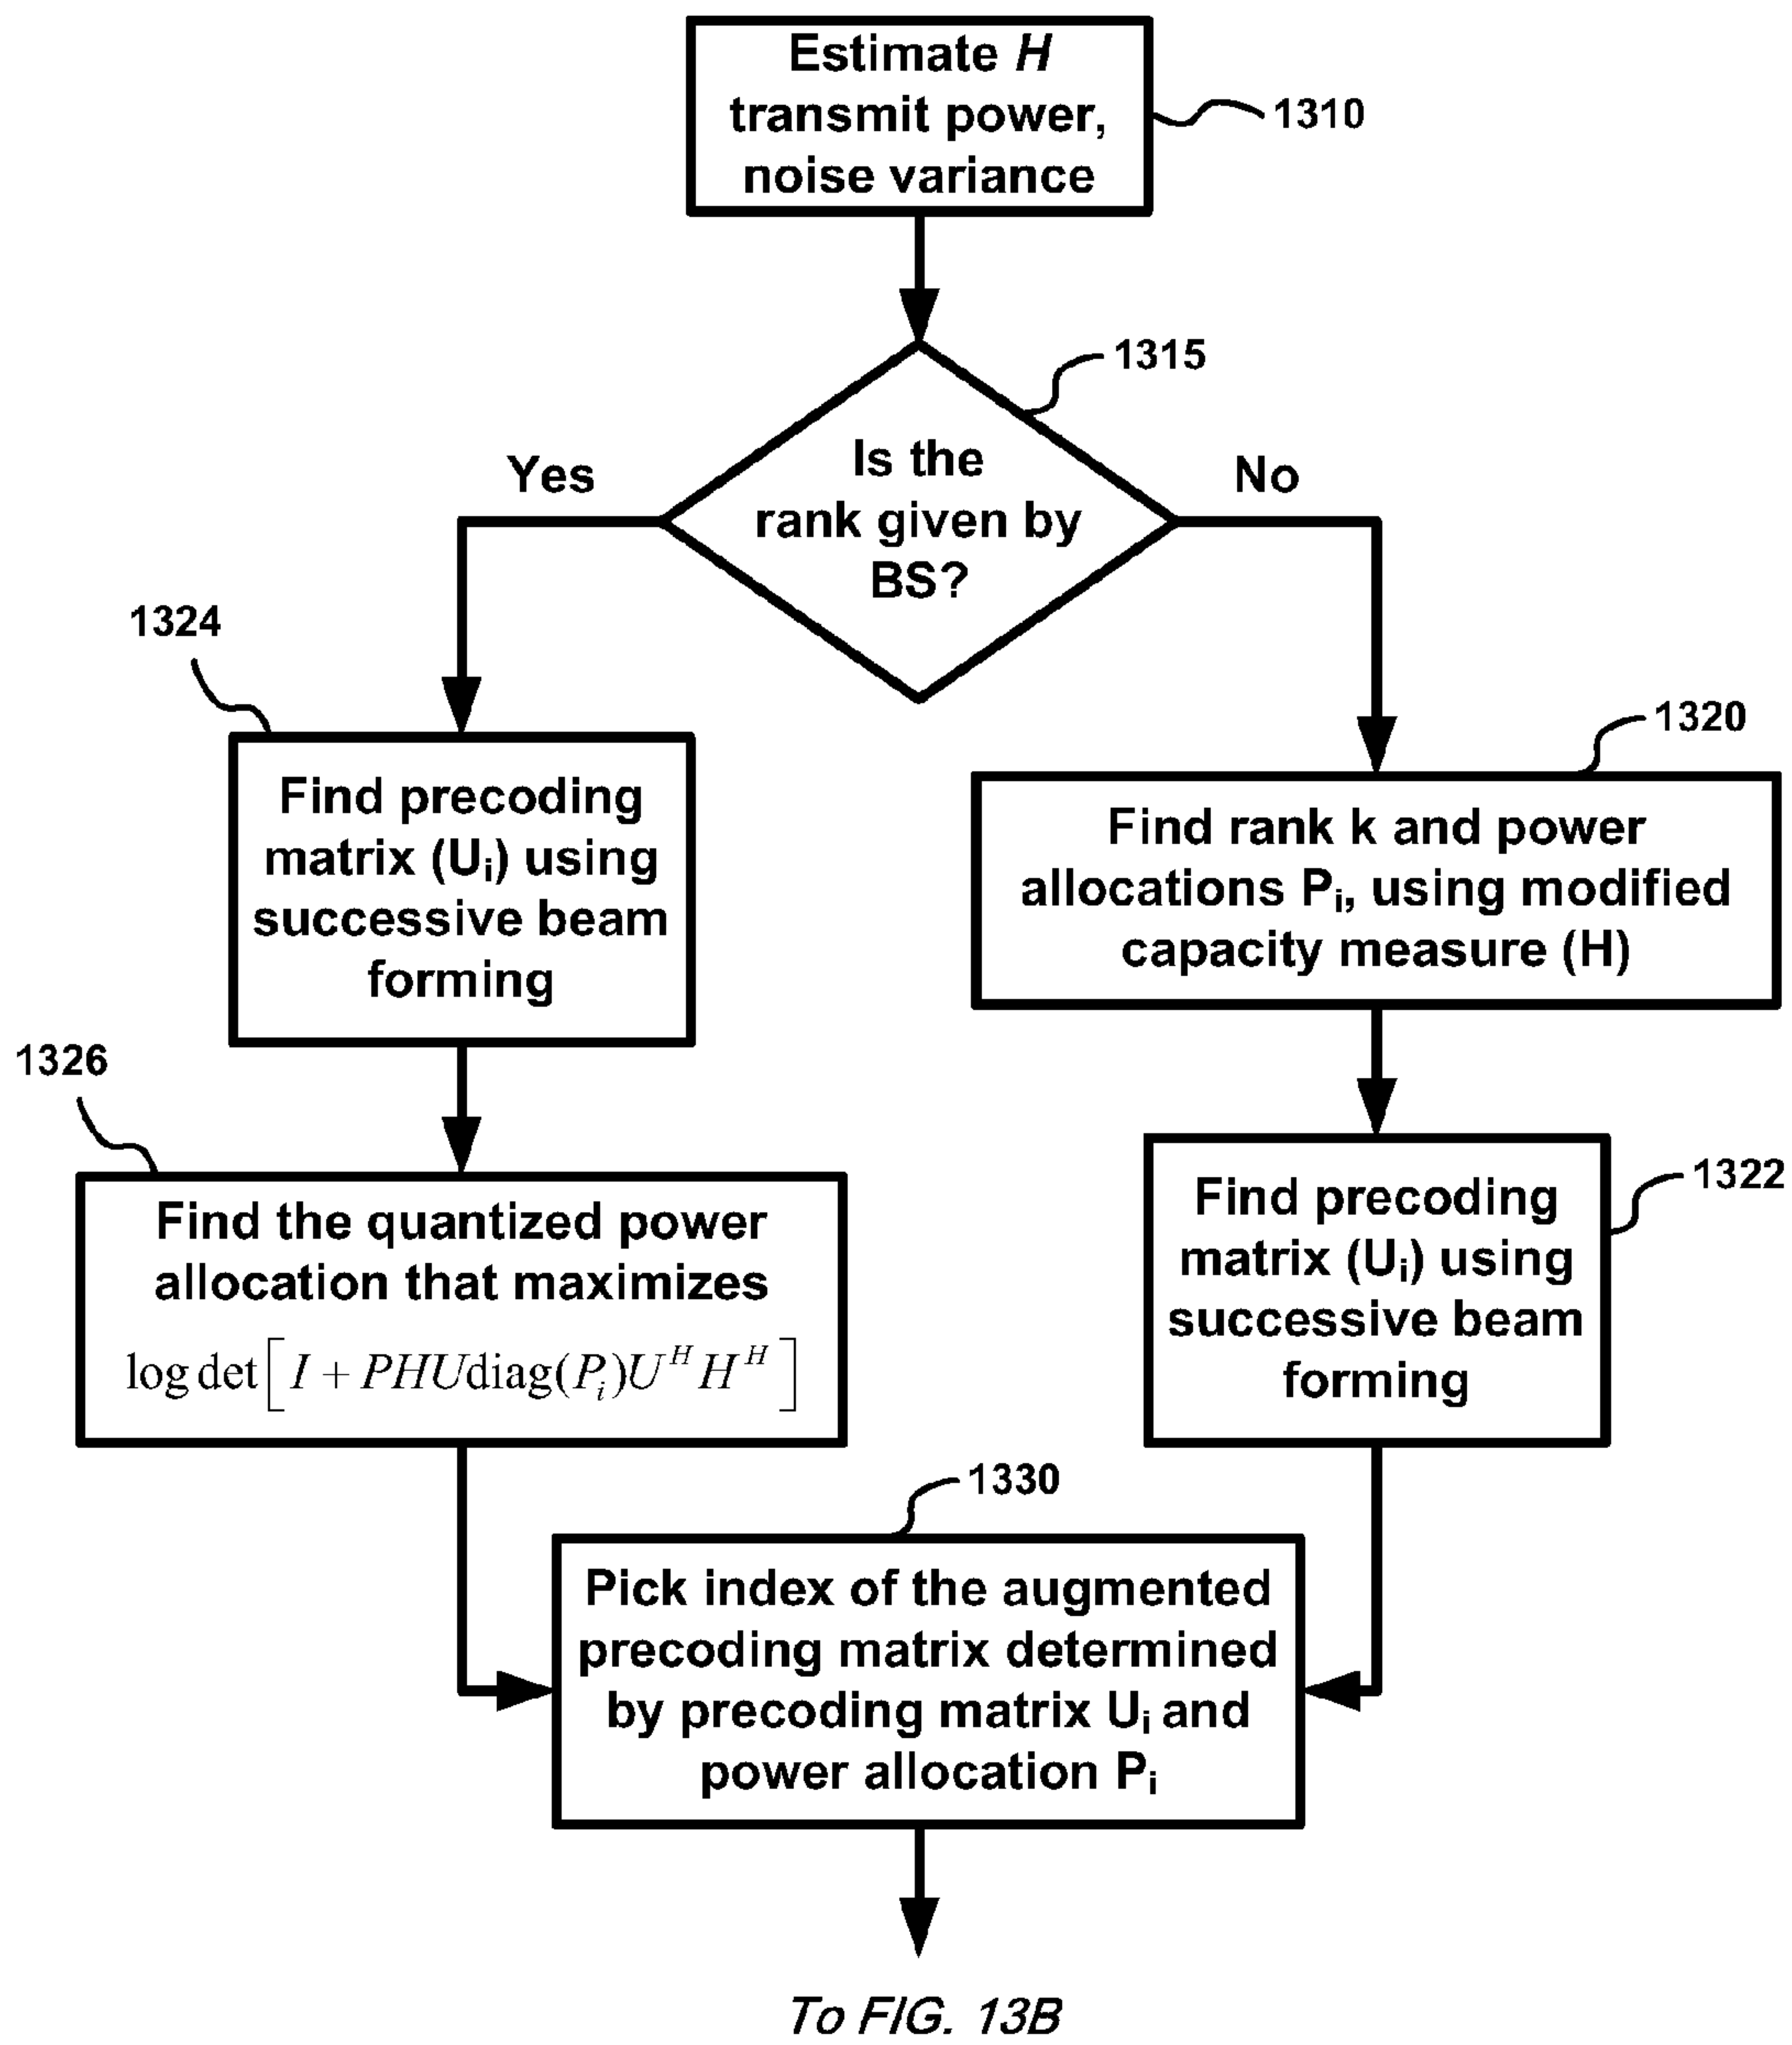 Estimate H
transmit power,
noise variance
1310
1315
Is the
rank given by
BS?
Yes
No
1324
Find precoding
matrix (Uᵢ) using
successive beam
forming
1320
Find rank k and power
allocations Pᵢ, using modified
capacity measure (H)
1326
Find the quantized power
allocation that maximizes
log det[I + PHUdiag(Pᵢ)Uᴴ Hᴴ]
1322
Find precoding
matrix (Uᵢ) using
successive beam
forming
1330
Pick index of the augmented
precoding matrix determined
by precoding matrix Uᵢ and
power allocation Pᵢ
To FIG. 13B